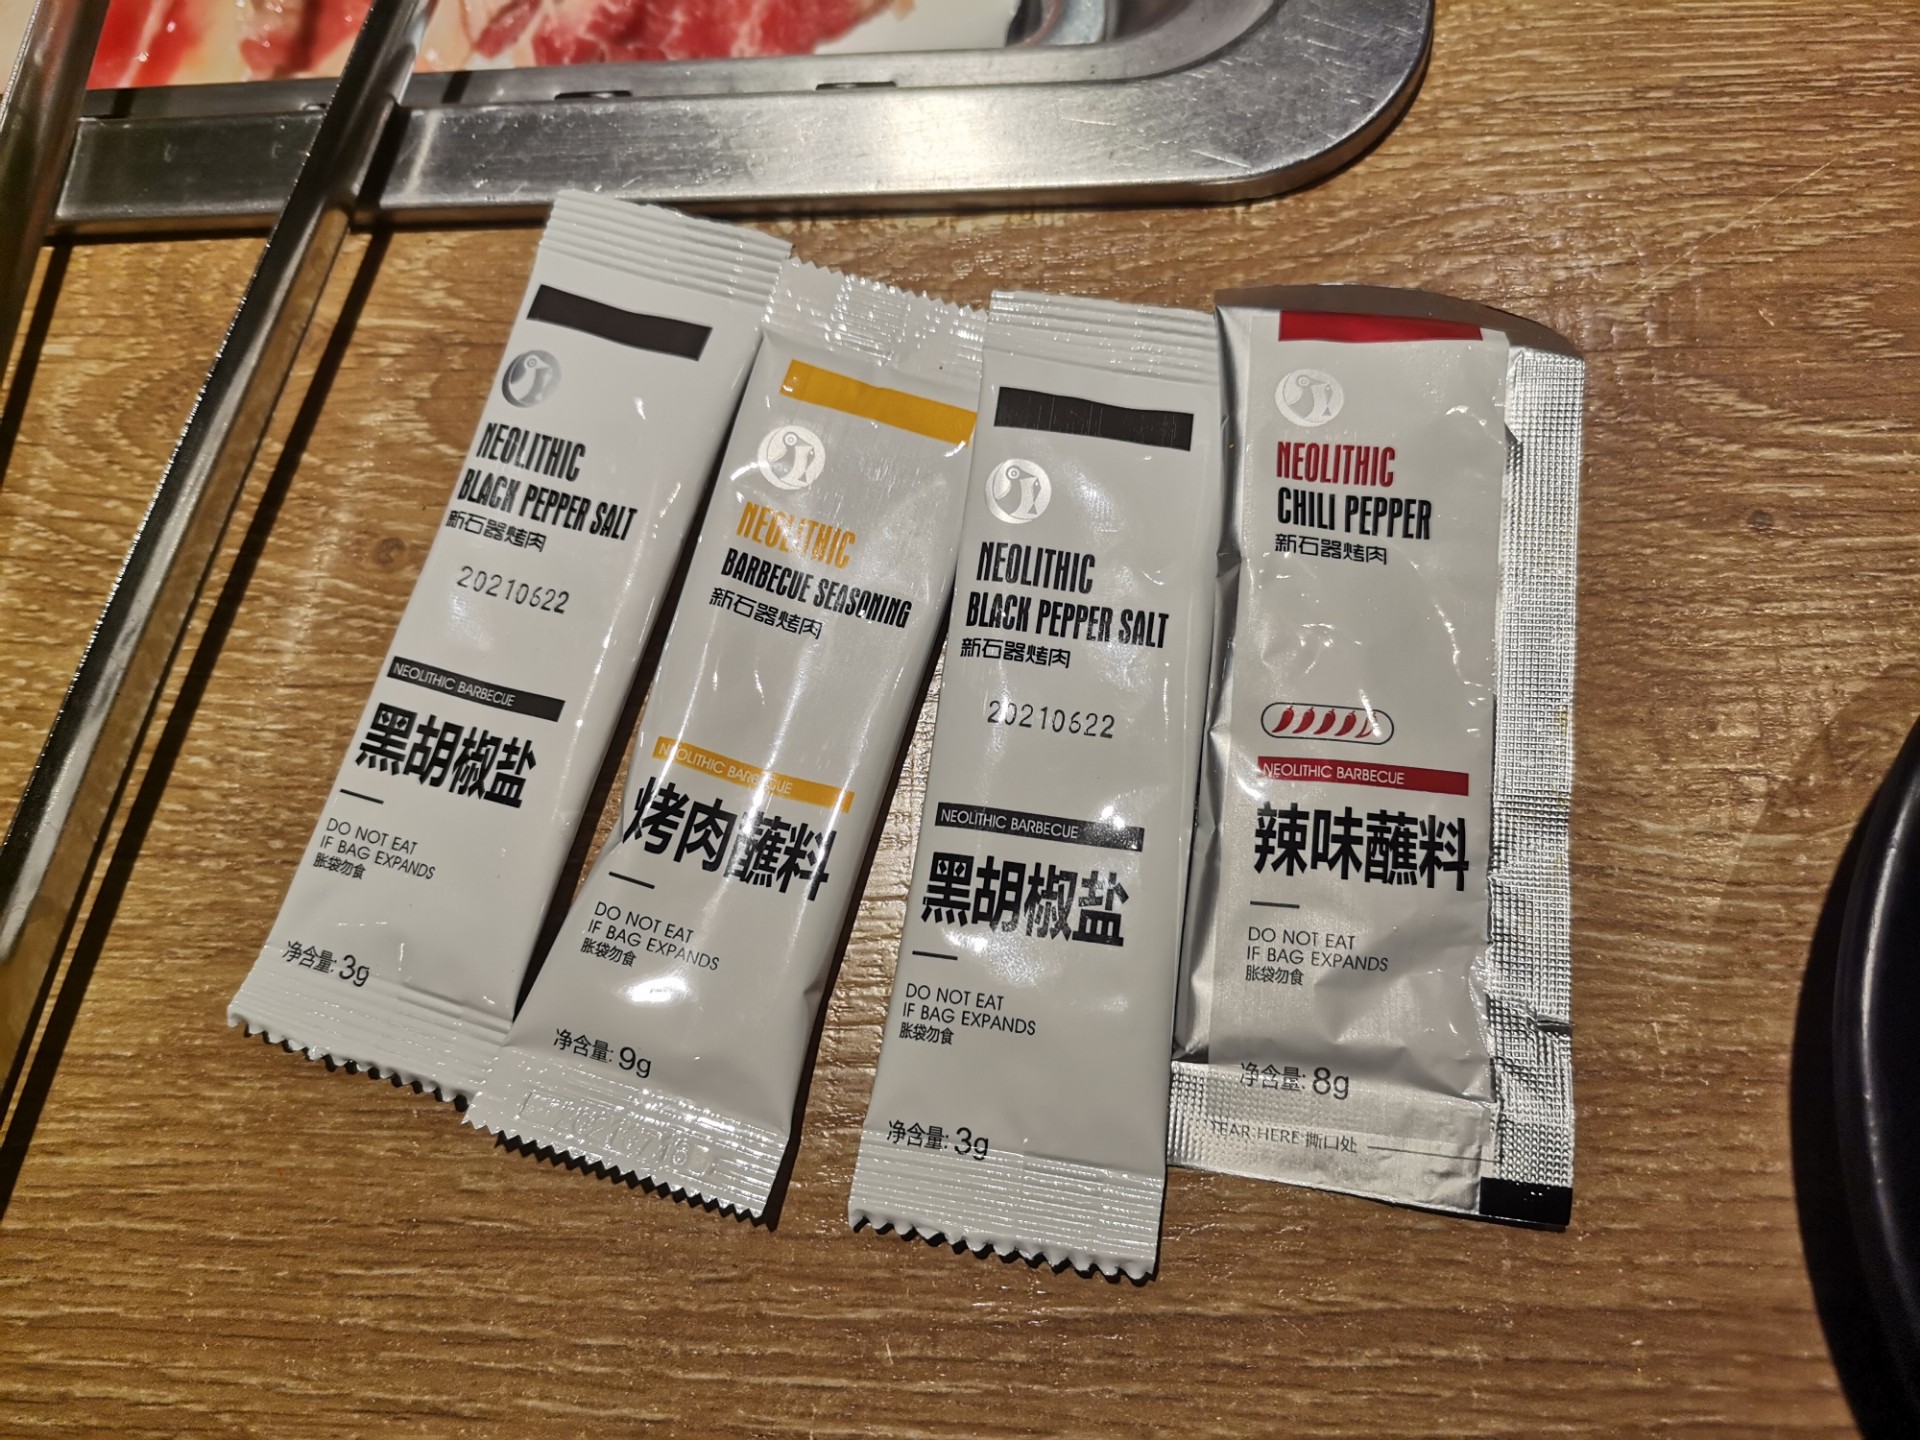 NEOLITHIC
BLACK PEPPER SALT
新石器烤肉
20210622
NEOLITHIC BARBECUE
黑胡椒盐
DO NOT EAT
IF BAG EXPANDS
胀袋勿食
净含量: 3g
NEOLITHIC
BARBECUE SEASONING
新石器烤肉
NEOLITHIC BARBECUE
烤肉蘸料
DO NOT EAT
IF BAG EXPANDS
胀袋勿食
净含量: 9g
NEOLITHIC
BLACK PEPPER SALT
新石器烤肉
20210622
NEOLITHIC BARBECUE
黑胡椒盐
DO NOT EAT
IF BAG EXPANDS
胀袋勿食
净含量: 3g
NEOLITHIC
CHILI PEPPER
新石器烤肉
NEOLITHIC BARBECUE
辣味蘸料
DO NOT EAT
IF BAG EXPANDS
胀袋勿食
净含量: 8g
TEAR HERE 撕口处